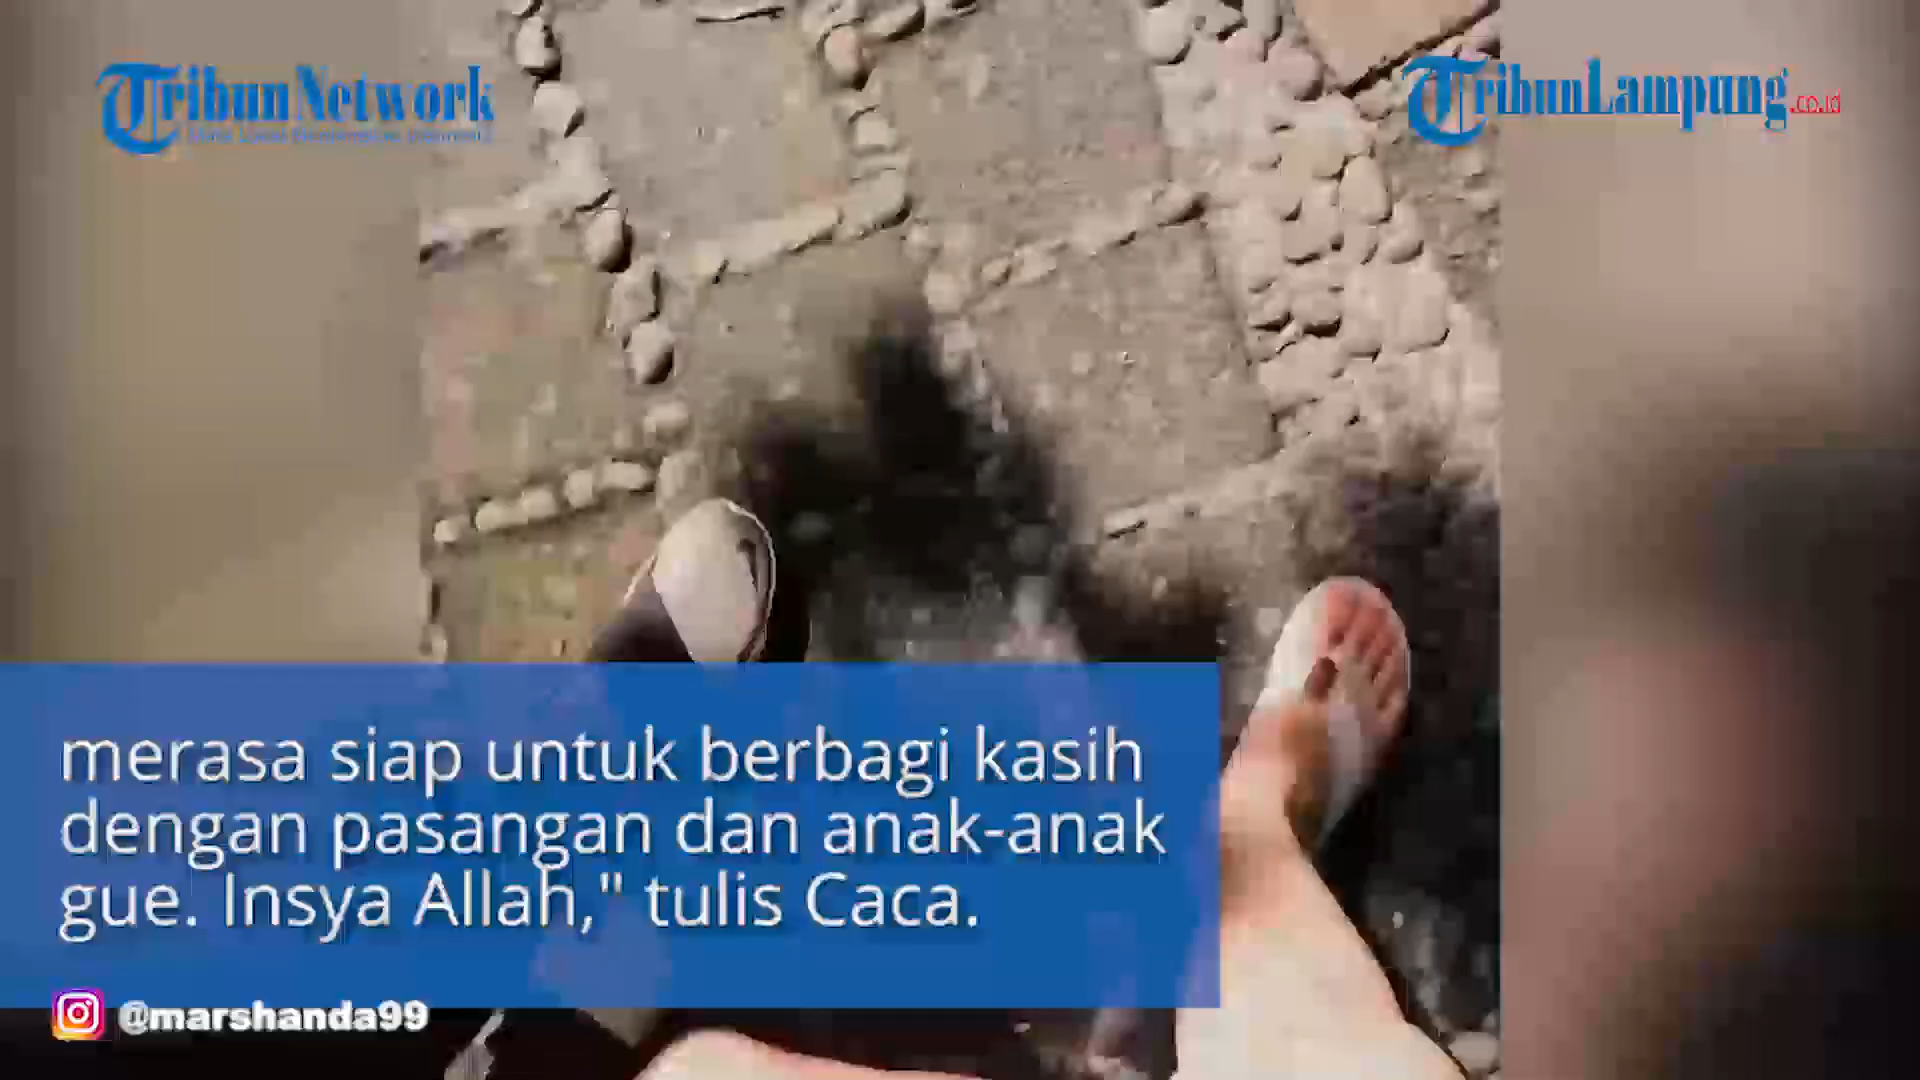 TribunNetwork
TribunLampung.co.id
merasa siap untuk berbagi kasih
dengan pasangan dan anak-anak
gue. Insya Allah," tulis Caca.
@marshanda99